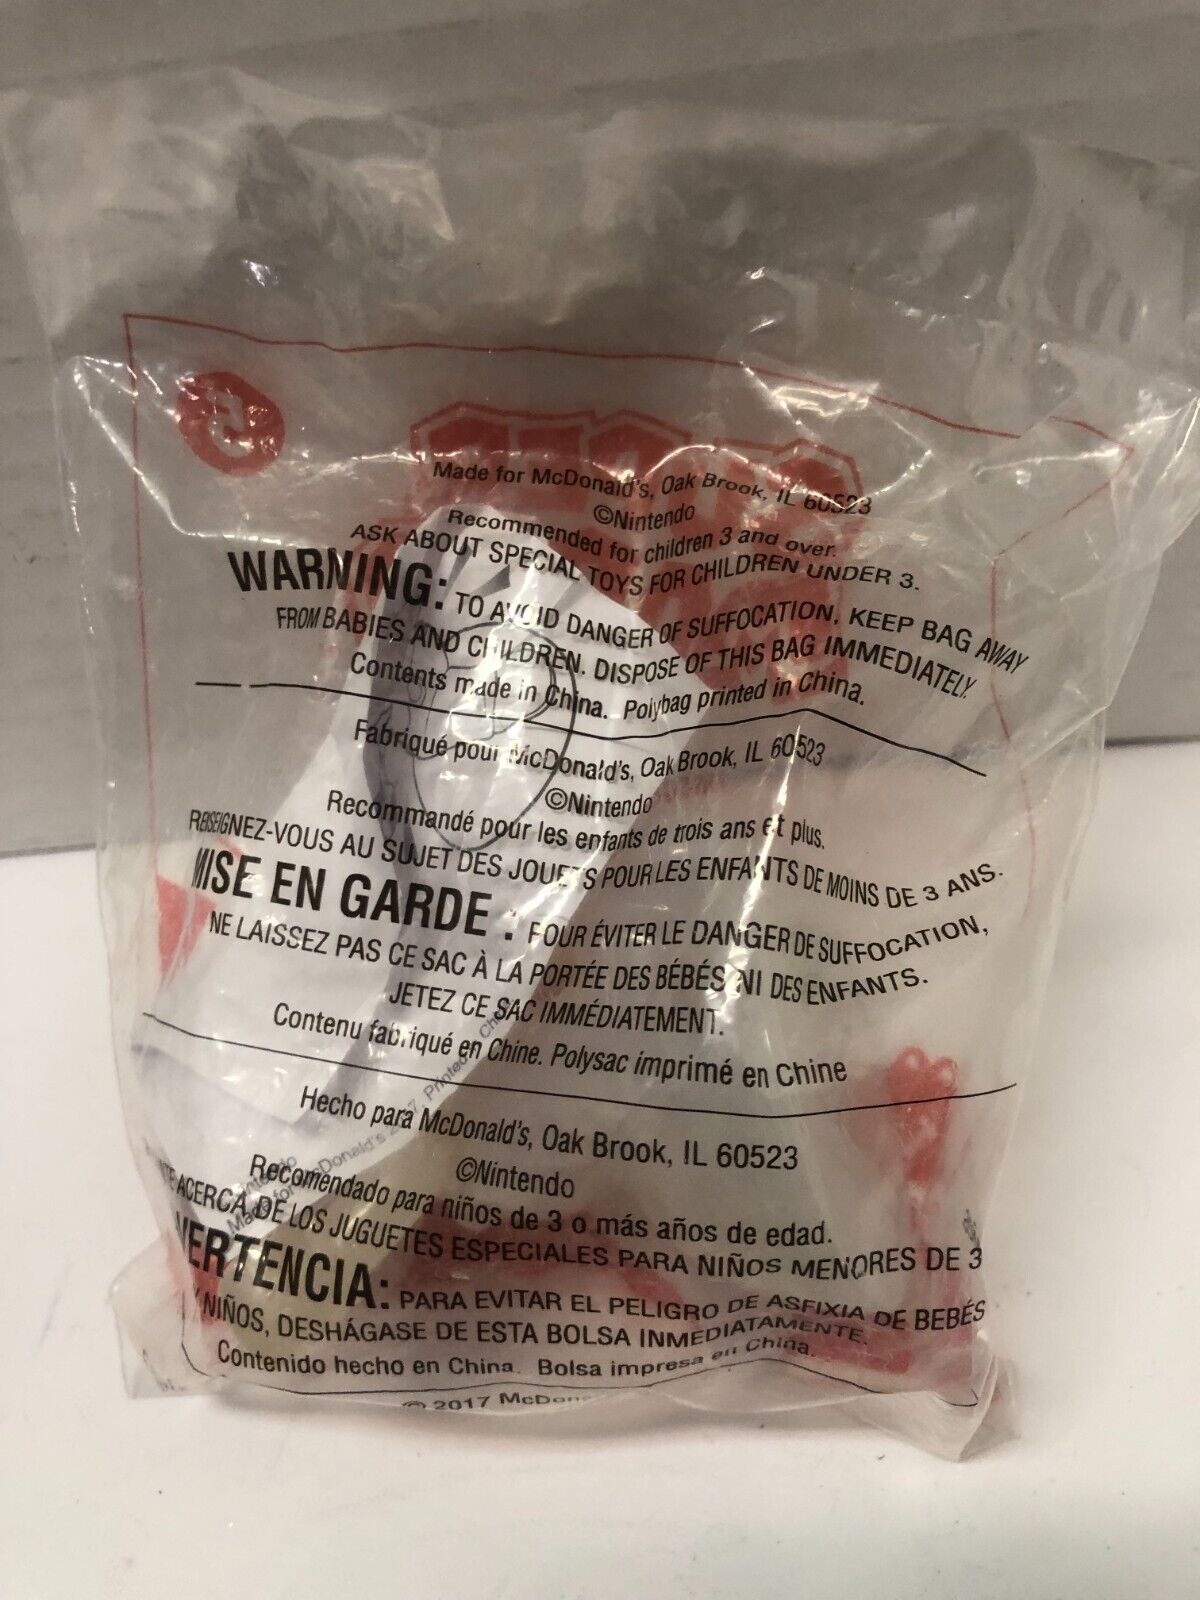 5
Made for McDonald's, Oak Brook, IL 60523
©Nintendo
Recommended for children 3 and over.
ASK ABOUT SPECIAL TOYS FOR CHILDREN UNDER 3.
WARNING: TO AVOID DANGER OF SUFFOCATION, KEEP BAG AWAY
FROM BABIES AND CHILDREN. DISPOSE OF THIS BAG IMMEDIATELY.
Contents made in China. Polybag printed in China.
Fabriqué pour McDonald's, Oak Brook, IL 60523
©Nintendo
Recommandé pour les enfants de trois ans et plus.
RENSEIGNEZ-VOUS AU SUJET DES JOUETS POUR LES ENFANTS DE MOINS DE 3 ANS.
MISE EN GARDE : POUR ÉVITER LE DANGER DE SUFFOCATION,
NE LAISSEZ PAS CE SAC À LA PORTÉE DES BÉBÉS NI DES ENFANTS.
JETEZ CE SAC IMMÉDIATEMENT.
Contenu fabriqué en Chine. Polysac imprimé en Chine
Hecho para McDonald's, Oak Brook, IL 60523
©Nintendo
Recomendado para niños de 3 o más años de edad.
ACERCA DE LOS JUGUETES ESPECIALES PARA NIÑOS MENORES DE 3
VERTENCIA: PARA EVITAR EL PELIGRO DE ASFIXIA DE BEBÉS
Y NIÑOS, DESHÁGASE DE ESTA BOLSA INMEDIATAMENTE.
Contenido hecho en China. Bolsa impresa en China.
© 2017 McDon
Nintendo
Made for McDonald's 2017, Printed